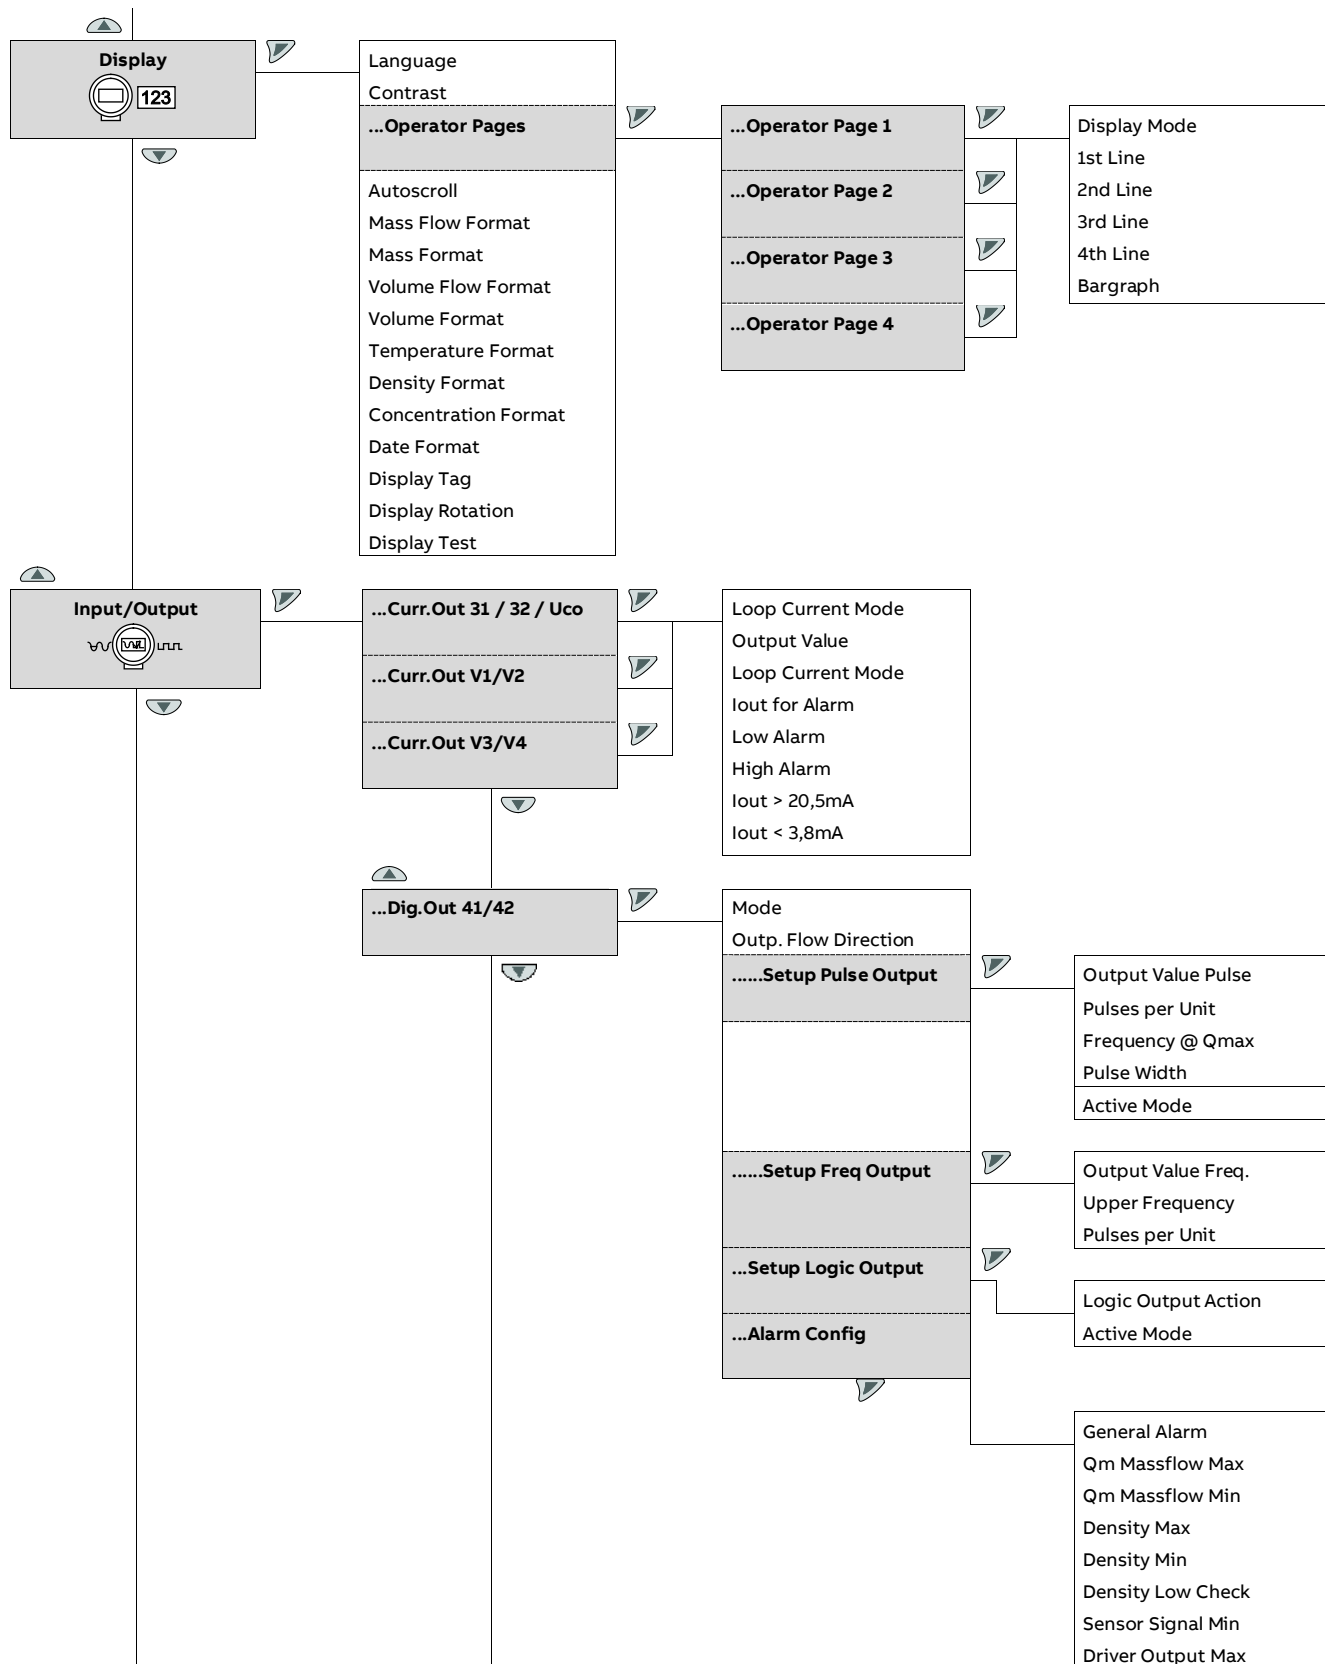 Display
123
Language
Contrast
...Operator Pages
Autoscroll
Mass Flow Format
Mass Format
Volume Flow Format
Volume Format
Temperature Format
Density Format
Concentration Format
Date Format
Display Tag
Display Rotation
Display Test
...Operator Page 1
...Operator Page 2
...Operator Page 3
...Operator Page 4
Display Mode
1st Line
2nd Line
3rd Line
4th Line
Bargraph
Input/Output
...Curr.Out 31 / 32 / Uco
...Curr.Out V1/V2
...Curr.Out V3/V4
Loop Current Mode
Output Value
Loop Current Mode
Iout for Alarm
Low Alarm
High Alarm
Iout > 20,5mA
Iout < 3,8mA
...Dig.Out 41/42
Mode
Outp. Flow Direction
......Setup Pulse Output
......Setup Freq Output
...Setup Logic Output
...Alarm Config
Output Value Pulse
Pulses per Unit
Frequency @ Qmax
Pulse Width
Active Mode
Output Value Freq.
Upper Frequency
Pulses per Unit
Logic Output Action
Active Mode
General Alarm
Qm Massflow Max
Qm Massflow Min
Density Max
Density Min
Density Low Check
Sensor Signal Min
Driver Output Max